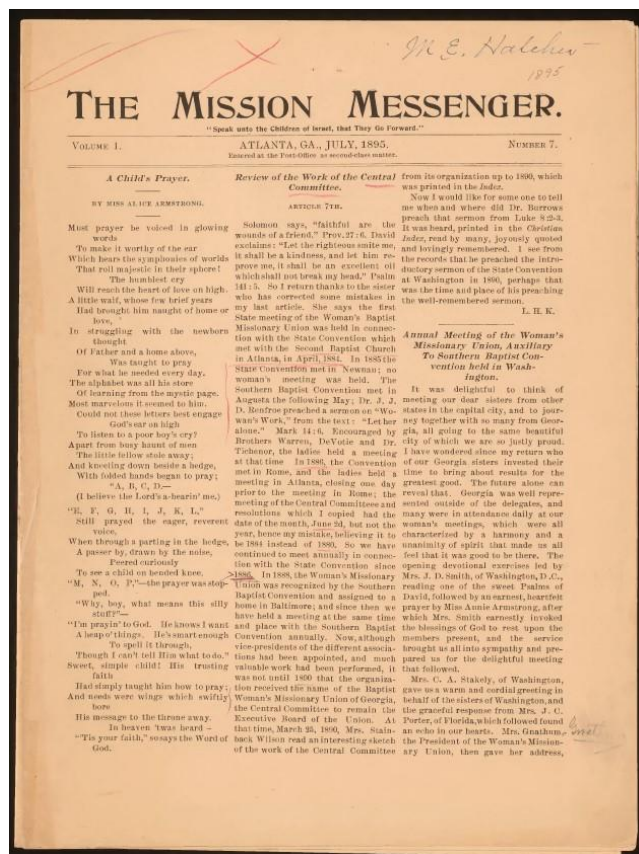 M. E. Hatcher
1895
THE MISSION MESSENGER.
"Speak unto the Children of Israel, that They Go Forward."
VOLUME 1. ATLANTA, GA., JULY, 1895. NUMBER 7.
Entered at the Post-Office as second-class matter.
A Child's Prayer.
BY MISS ALICE ARMSTRONG.
Must prayer be voiced in glowing
words
To make it worthy of the ear
Which hears the symphonies of worlds
That roll majestic in their sphere!
The humblest cry
Will reach the heart of love on high.
A little waif, whose few brief years
Had brought him naught of home or
love,
In struggling with the newborn
thought
Of Father and a home above,
Was taught to pray
For what he needed every day.
The alphabet was all his store
Of learning from the mystic page.
Most marvelous it seemed to him.
Could not these letters best engage
God's ear on high
To listen to a poor boy's cry?
Apart from busy haunt of men
The little fellow stole away;
And kneeling down beside a hedge,
With folded hands began to pray;
"A, B, C, D,—
(I believe the Lord's a-hearin' me.)
"E, F, G, H, I, J, K, L,"
Still prayed the eager, reverent
voice,
When through a parting in the hedge,
A passer by, drawn by the noise,
Peered curiously
To see a child on bended knee.
"M, N, O, P,"—the prayer was stop-
ped.
"Why, boy, what means this silly
stuff?"—
"I'm prayin' to God. He knows I want
A heap o' things. He's smart enough
To spell it through,
Though I can't tell Him what to do."
Sweet, simple child! His trusting
faith
Had simply taught him how to pray;
And needs were wings which swiftly
bore
His message to the throne away.
In heaven 'twas heard —
"'Tis your faith," so says the Word of
God.
Review of the Work of the Central
Committee.
ARTICLE 7TH.
Solomon says, "faithful are the
wounds of a friend." Prov. 27:6. David
exclaims: "Let the righteous smite me,
it shall be a kindness, and let him re-
prove me, it shall be an excellent oil
which shall not break my head." Psalm
141:5. So I return thanks to the sister
who has corrected some mistakes in
my last article. She says the first
State meeting of the Woman's Baptist
Missionary Union was held in connec-
tion with the State Convention which
met with the Second Baptist Church
in Atlanta, in April, 1884. In 1885 the
State Convention met in Newnan; no
woman's meeting was held. The
Southern Baptist Convention met in
Augusta the following May; Dr. J. J.
D. Renfroe preached a sermon on "Wo-
man's Work," from the text: "Let her
alone." Mark 14:6. Encouraged by
Brothers Warren, DeVotie and Dr.
Tichenor, the ladies held a meeting
at that time In 1886, the Convention
met in Rome, and the ladies held a
meeting in Atlanta, closing one day
prior to the meeting in Rome; the
meeting of the Central Committee and
resolutions which I copied had the
date of the month, June 2d, but not the
year, hence my mistake, believing it to
be 1884 instead of 1886. So we have
continued to meet annually in connec-
tion with the State Convention since
1886. In 1888, the Woman's Missionary
Union was recognized by the Southern
Baptist Convention and assigned to a
home in Baltimore; and since then we
have held a meeting at the same time
and place with the Southern Baptist
Convention annually. Now, although
vice-presidents of the different associa-
tions had been appointed, and much
valuable work had been performed, it
was not until 1890 that the organiza-
tion received the name of the Baptist
Woman's Missionary Union of Georgia,
the Central Committee to remain the
Executive Board of the Union. At
that time, March 25, 1890, Mrs. Stain-
back Wilson read an interesting sketch
of the work of the Central Committee
from its organization up to 1890, which
was printed in the Index.
Now I would like for some one to tell
me when and where did Dr. Burrows
preach that sermon from Luke 8:2-3.
It was heard, printed in the Christian
Index, read by many, joyously quoted
and lovingly remembered. I see from
the records that he preached the intro-
ductory sermon of the State Convention
at Washington in 1890, perhaps that
was the time and place of his preaching
the well-remembered sermon.
L. H. K.
Annual Meeting of the Woman's
Missionary Union, Auxiliary
To Southern Baptist Con-
vention held in Wash-
ington.
It was delightful to think of
meeting our dear sisters from other
states in the capital city, and to jour-
ney together with so many from Geor-
gia, all going to the same beautiful
city of which we are so justly proud.
I have wondered since my return who
of our Georgia sisters invested their
time to bring about results for the
greatest good. The future alone can
reveal that. Georgia was well repre-
sented outside of the delegates, and
many were in attendance daily at our
woman's meetings, which were all
characterized by a harmony and a
unanimity of spirit that made us all
feel that it was good to be there. The
opening devotional exercises led by
Mrs. J. D. Smith, of Washington, D.C.,
reading one of the sweet Psalms of
David, followed by an earnest, heartfelt
prayer by Miss Annie Armstrong, after
which Mrs. Smith earnestly invoked
the blessings of God to rest upon the
members present, and the service
brought us all into sympathy and pre-
pared us for the delightful meeting
that followed.
Mrs. C. A. Stakely, of Washington,
gave us a warm and cordial greeting in
behalf of the sisters of Washington, and
the graceful response from Mrs. J. C.
Porter, of Florida, which followed found
an echo in our hearts. Mrs. Gnathum,
the President of the Woman's Mission-
ary Union, then gave her address,